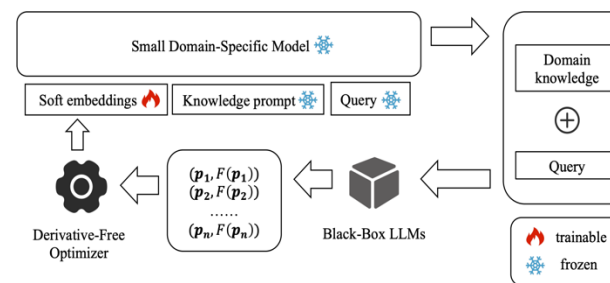 Small Domain-Specific Model
Soft embeddings
Knowledge prompt
Query
Domain
knowledge
Query
(p₁, F(p₁))
(p₂, F(p₂))
......
(pₙ, F(pₙ))
Derivative-Free
Optimizer
Black-Box LLMs
trainable
frozen